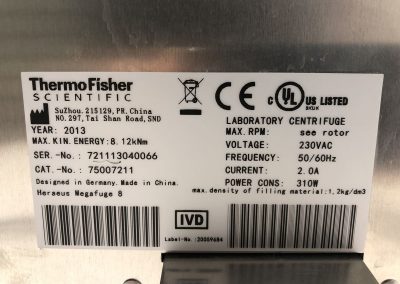 ThermoFisher
SCIENTIFIC
SuZhou.215129,PR.China
NO.297,Tai Shan Road,SND
YEAR: 2013
MAX.KIN.ENERGY:8.12kNm
SER.-No.: 721113040066
CAT.-No.: 75007211
Designed in Germany.Made in China.
Heraeus Megafuge 8
CE
C UL US LISTED
LABORATORY CENTRIFUGE
MAX.RPM: see rotor
VOLTAGE: 230VAC
FREQUENCY: 50/60Hz
CURRENT: 2.0A
POWER CONS: 310W
max.density of filling material:1,2kg/dm3
IVD
Label-No.:20059684